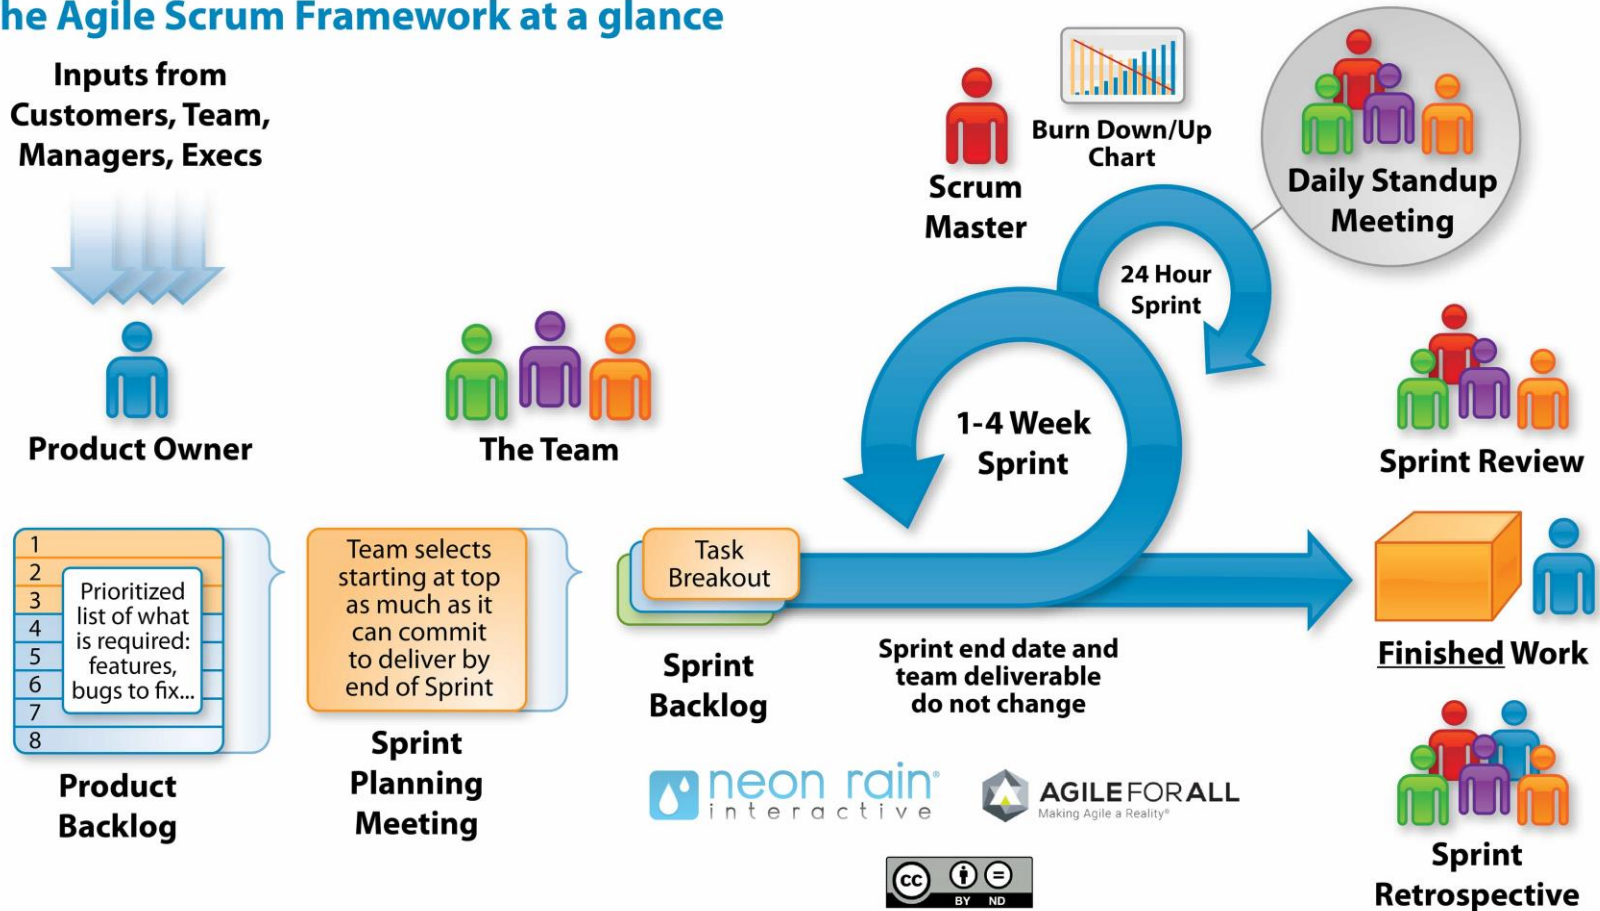 he Agile Scrum Framework at a glance
Inputs from
Customers, Team,
Managers, Execs
Product Owner
The Team
Scrum
Master
Burn Down/Up
Chart
Daily Standup
Meeting
24 Hour
Sprint
1-4 Week
Sprint
Sprint Review
1
2
3
4
5
6
7
8
Prioritized
list of what
is required:
features,
bugs to fix...
Product
Backlog
Team selects
starting at top
as much as it
can commit
to deliver by
end of Sprint
Sprint
Planning
Meeting
Task
Breakout
Sprint
Backlog
Sprint end date and
team deliverable
do not change
Finished Work
Sprint
Retrospective
neon rain®
interactive
AGILE FOR ALL
Making Agile a Reality®
cc
BY ND